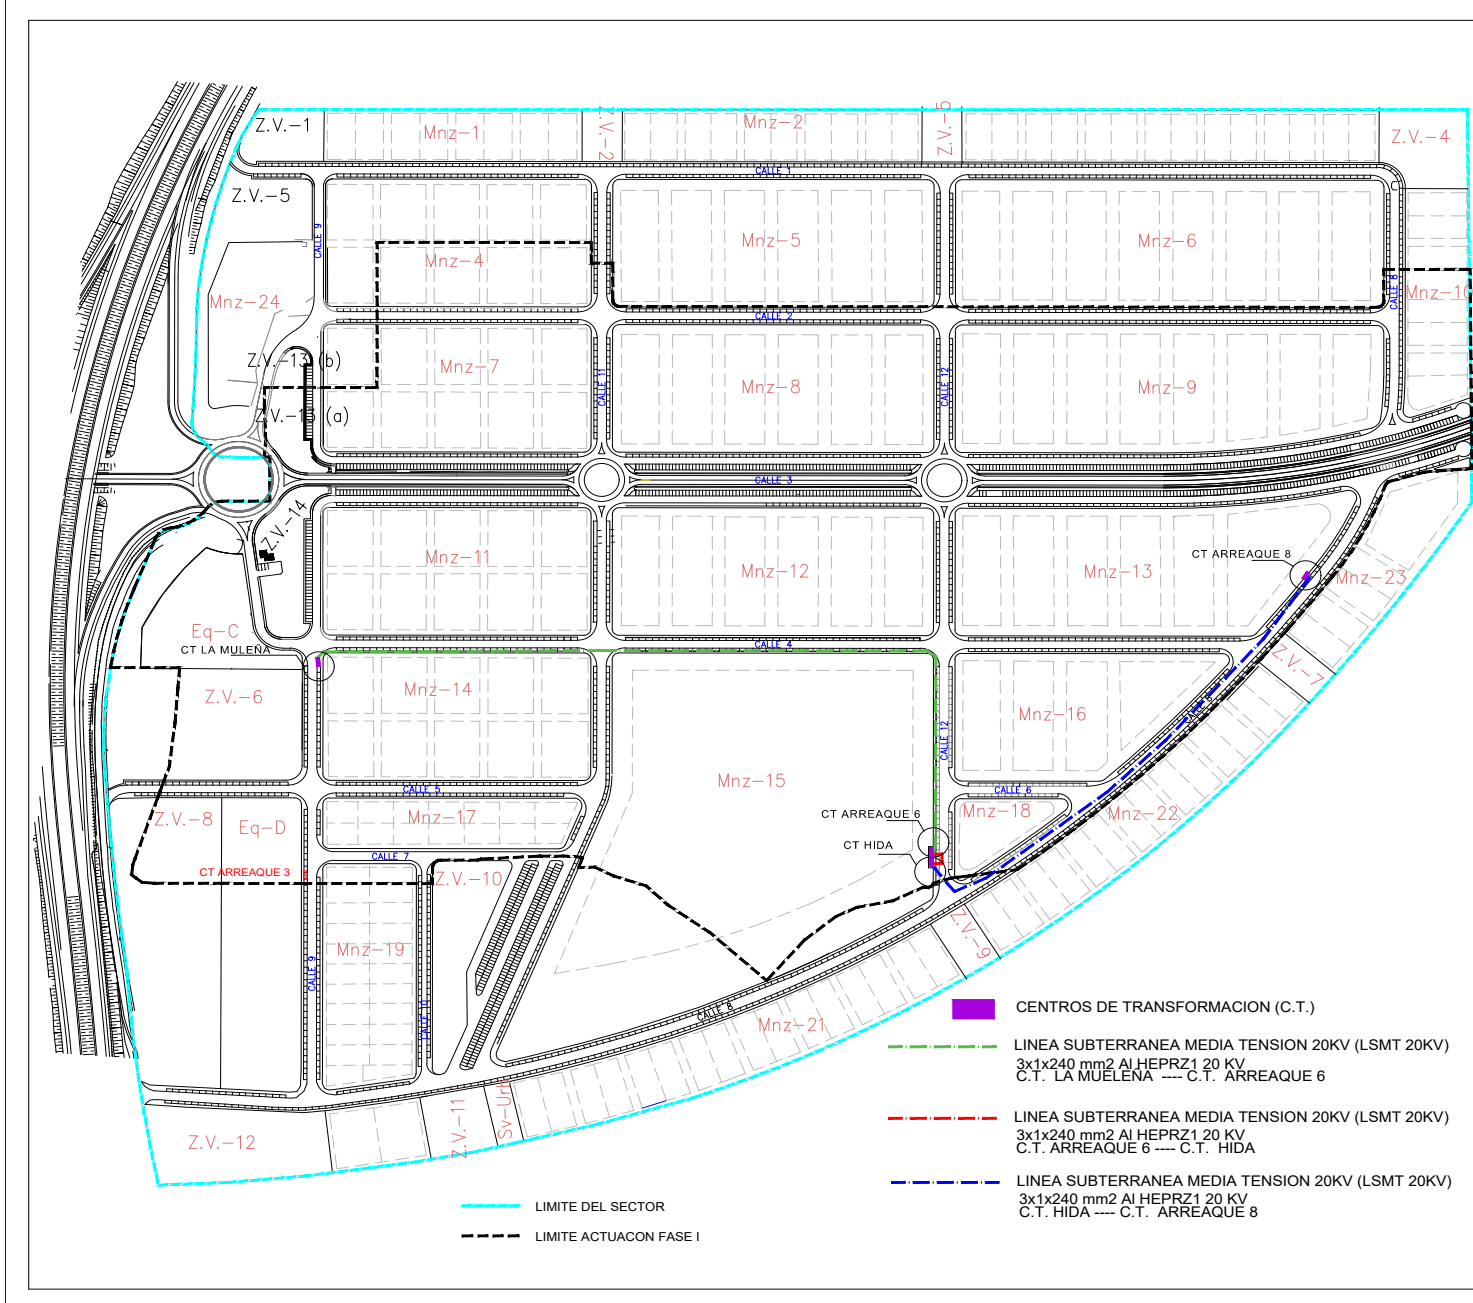 Z.V.-1
Mnz-1
Z.V.-2
Mnz-2
Z.V.-5
Z.V.-4
CALLE 1
Z.V.-5
CALLE 9
Mnz-4
Mnz-5
Mnz-6
CALLE 8
Mnz-10
Mnz-24
CALLE 2
Z.V.-13 (b)
Mnz-7
CALLE 11
Mnz-8
CALLE 12
Mnz-9
Z.V.-13 (a)
CALLE 3
Z.V.-14
Mnz-11
Mnz-12
Mnz-13
CT ARREAQUE 8
Mnz-23
Eq-C
CT LA MULEÑA
CALLE 4
Z.V.-7
Z.V.-6
Mnz-14
Mnz-16
CALLE 12
Mnz-15
CALLE 5
CALLE 6
Z.V.-8
Eq-D
Mnz-17
CT ARREAQUE 6
Mnz-18
Mnz-22
CT HIDA
CALLE 7
CT ARREAQUE 3
Z.V.-10
Mnz-19
CALLE 9
CALLE 10
Z.V.-9
CALLE 8
Mnz-21
Z.V.-12
Z.V.-11
Sv-Urb
CENTROS DE TRANSFORMACION (C.T.)
LINEA SUBTERRANEA MEDIA TENSION 20KV (LSMT 20KV)
3x1x240 mm2 Al HEPRZ1 20 KV
C.T. LA MUELEÑA ---- C.T. ARREAQUE 6
LINEA SUBTERRANEA MEDIA TENSION 20KV (LSMT 20KV)
3x1x240 mm2 Al HEPRZ1 20 KV
C.T. ARREAQUE 6 ---- C.T. HIDA
LINEA SUBTERRANEA MEDIA TENSION 20KV (LSMT 20KV)
3x1x240 mm2 Al HEPRZ1 20 KV
C.T. HIDA ---- C.T. ARREAQUE 8
LIMITE DEL SECTOR
LIMITE ACTUACON FASE I